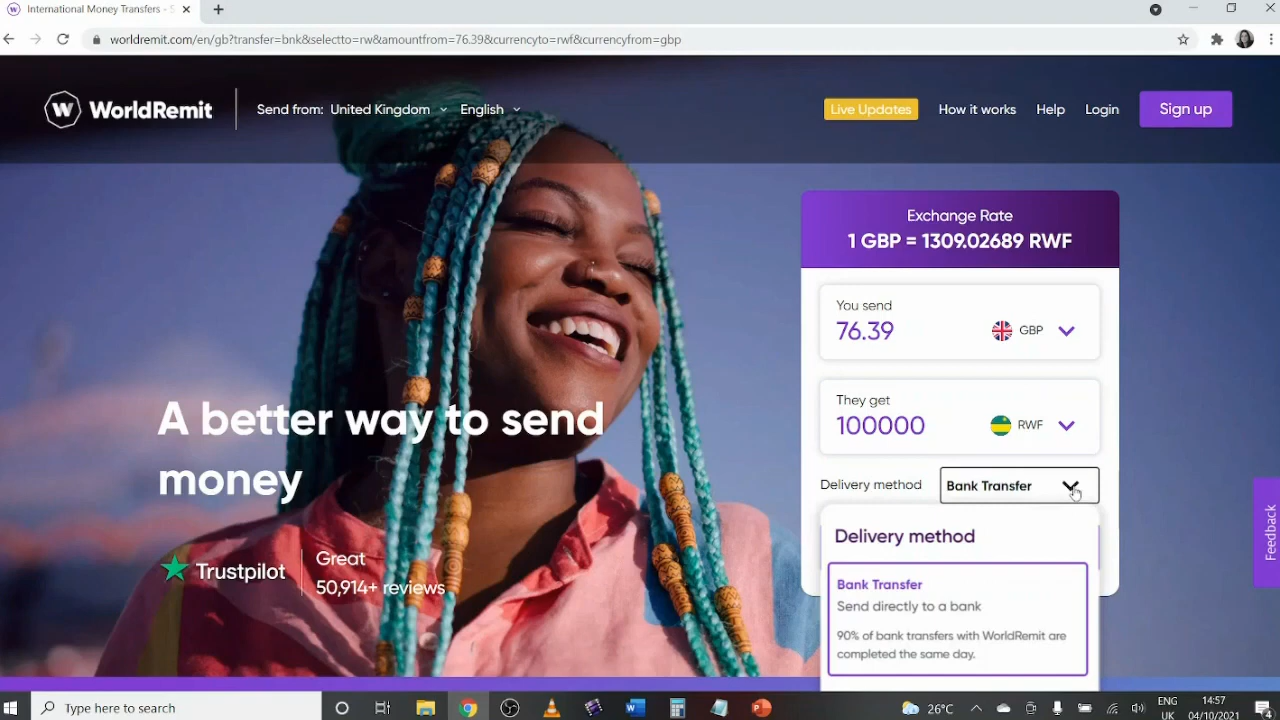 International Money Transfers - S
worldremit.com/en/gb?transfer=bnk&selectto=rw&amountfrom=76.39&currencyto=rwf&currencyfrom=gbp
W WorldRemit
Send from: United Kingdom
English
Live Updates
How it works
Help
Login
Sign up
A better way to send
money
Trustpilot
Great
50,914+ reviews
Exchange Rate
1 GBP = 1309.02689 RWF
You send
76.39
GBP
They get
100000
RWF
Delivery method
Bank Transfer
Delivery method
Bank Transfer
Send directly to a bank
90% of bank transfers with WorldRemit are
completed the same day.
Feedback
Type here to search
26°C
ENG
UK
14:57
04/10/2021